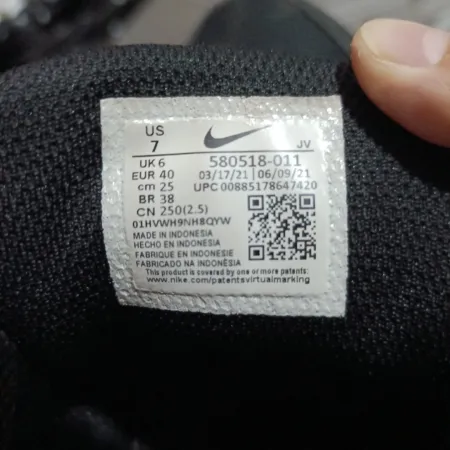 US
7
JV
UK 6
580518-011
EUR 40
03/17/21 | 06/09/21
cm 25
UPC 00885178647420
BR 38
CN 250(2.5)
01HVWH9NH8QYW
MADE IN INDONESIA
HECHO EN INDONESIA
FABRIQUE EN INDONESIE
FABRICADO NA INDONESIA
This product is covered by one or more patents:
www.nike.com/patentsvirtualmarking